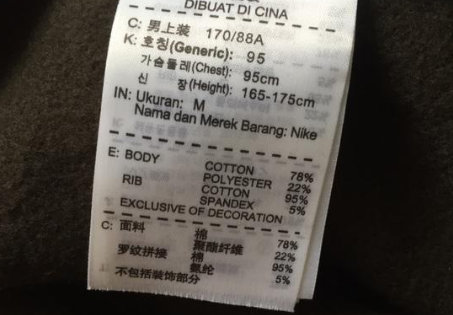 DIBUAT DI CINA
C: 男上装 170/88A
K: 호칭(Generic): 95
가슴둘레(Chest): 95cm
신 장(Height): 165-175cm
IN: Ukuran: M
Nama dan Merek Barang: Nike
E: BODY COTTON 78%
POLYESTER 22%
RIB COTTON 95%
SPANDEX 5%
EXCLUSIVE OF DECORATION
C: 面料 棉 78%
聚酯纤维 22%
罗纹拼接 棉 95%
氨纶 5%
不包括装饰部分